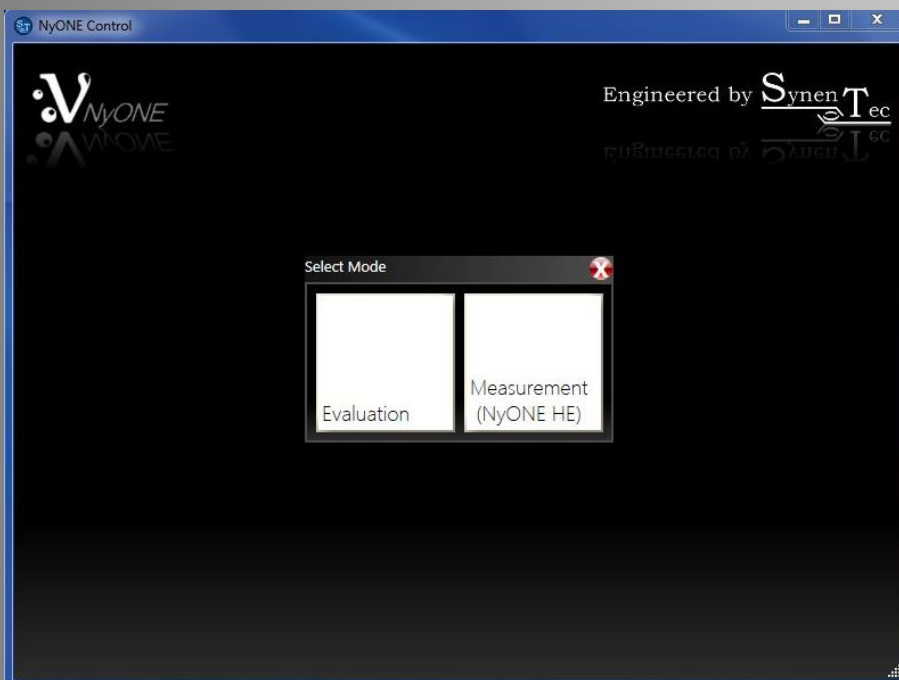 NyONE Control
NyONE
Engineered by SynenTec
Select Mode
Evaluation
Measurement
(NyONE HE)